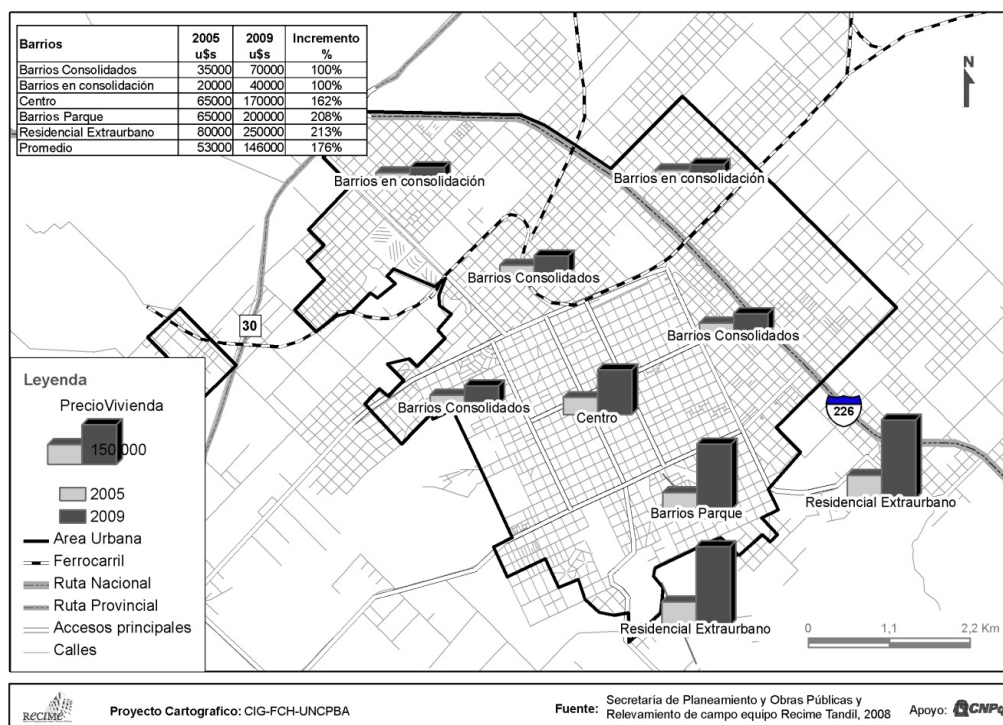 Barrios 2005 u$s 2009 u$s Incremento %
Barrios Consolidados 35000 70000 100%
Barrios en consolidación 20000 40000 100%
Centro 65000 170000 162%
Barrios Parque 65000 200000 208%
Residencial Extraurbano 80000 250000 213%
Promedio 53000 146000 176%
N
Barrios en consolidación
Barrios en consolidación
Barrios Consolidados
30
Barrios Consolidados
Barrios Consolidados
Centro
226
Barrios Parque
Residencial Extraurbano
Residencial Extraurbano
Leyenda
PrecioVivienda
150,000
2005
2009
Area Urbana
Ferrocarril
Ruta Nacional
Ruta Provincial
Accesos principales
Calles
0 1,1 2,2 Km
RECIME
Proyecto Cartografico: CIG-FCH-UNCPBA
Fuente: Secretaría de Planeamiento y Obras Públicas y
Relevamiento de campo equipo Recime Tandil, 2008
Apoyo: CNPq